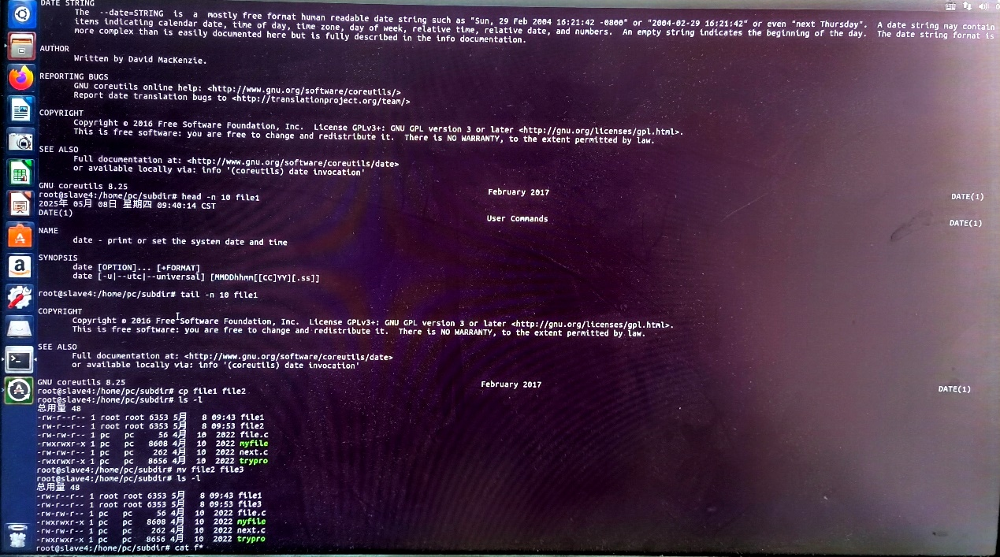 DATE STRING
The --date=STRING is a mostly free format human readable date string such as "Sun, 29 Feb 2004 16:21:42 -0800" or "2004-02-29 16:21:42" or even "next Thursday". A date string may contain
items indicating calendar date, time of day, time zone, day of week, relative time, relative date, and numbers. An empty string indicates the beginning of the day. The date string format is
more complex than is easily documented here but is fully described in the info documentation.
AUTHOR
Written by David MacKenzie.
REPORTING BUGS
GNU coreutils online help: <http://www.gnu.org/software/coreutils/>
Report date translation bugs to <http://translationproject.org/team/>
COPYRIGHT
Copyright © 2016 Free Software Foundation, Inc. License GPLv3+: GNU GPL version 3 or later <http://gnu.org/licenses/gpl.html>.
This is free software: you are free to change and redistribute it. There is NO WARRANTY, to the extent permitted by law.
SEE ALSO
Full documentation at: <http://www.gnu.org/software/coreutils/date>
or available locally via: info '(coreutils) date invocation'
GNU coreutils 8.25 February 2017 DATE(1)
root@slave4:/home/pc/subdir# head -n 10 file1
2025年 05月 08日 星期四 09:40:14 CST
DATE(1) User Commands DATE(1)
NAME
date - print or set the system date and time
SYNOPSIS
date [OPTION]... [+FORMAT]
date [-u|--utc|--universal] [MMDDhhmm[[CC]YY][.ss]]
root@slave4:/home/pc/subdir# tail -n 10 file1
COPYRIGHT
Copyright © 2016 Free Software Foundation, Inc. License GPLv3+: GNU GPL version 3 or later <http://gnu.org/licenses/gpl.html>.
This is free software: you are free to change and redistribute it. There is NO WARRANTY, to the extent permitted by law.
SEE ALSO
Full documentation at: <http://www.gnu.org/software/coreutils/date>
or available locally via: info '(coreutils) date invocation'
GNU coreutils 8.25 February 2017 DATE(1)
root@slave4:/home/pc/subdir# cp file1 file2
root@slave4:/home/pc/subdir# ls -l
总用量 48
-rw-r--r-- 1 root root 6353 5月 8 09:43 file1
-rw-r--r-- 1 root root 6353 5月 8 09:53 file2
-rw-rw-r-- 1 pc pc 56 4月 10 2022 file.c
-rwxrwxr-x 1 pc pc 8608 4月 10 2022 myfile
-rw-rw-r-- 1 pc pc 262 4月 10 2022 next.c
-rwxrwxr-x 1 pc pc 8656 4月 10 2022 trypro
root@slave4:/home/pc/subdir# mv file2 file3
root@slave4:/home/pc/subdir# ls -l
总用量 48
-rw-r--r-- 1 root root 6353 5月 8 09:43 file1
-rw-r--r-- 1 root root 6353 5月 8 09:53 file3
-rw-rw-r-- 1 pc pc 56 4月 10 2022 file.c
-rwxrwxr-x 1 pc pc 8608 4月 10 2022 myfile
-rw-rw-r-- 1 pc pc 262 4月 10 2022 next.c
-rwxrwxr-x 1 pc pc 8656 4月 10 2022 trypro
root@slave4:/home/pc/subdir# cat f*